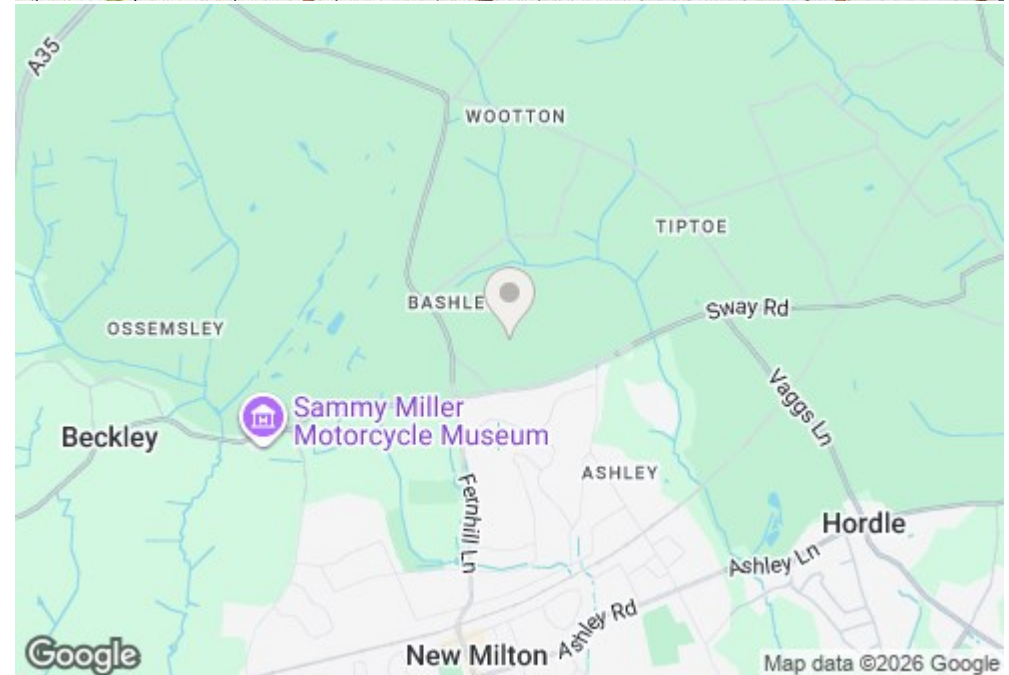 A35
WOOTTON
TIPTOE
BASHLE
Sway Rd
OSSEMSLEY
Vaggs Ln
Sammy Miller
Motorcycle Museum
Beckley
ASHLEY
Fernhill Ln
Hordle
Ashley Ln
Ashley Rd
New Milton
Google
Map data ©2026 Google